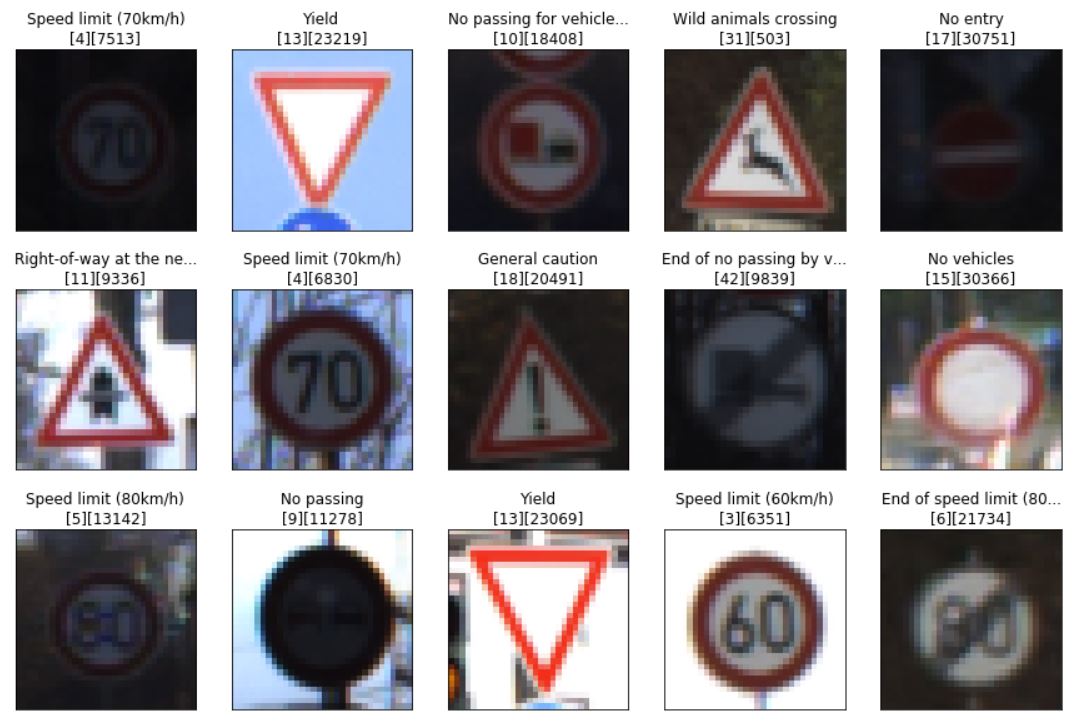 Speed limit (70km/h)
[4][7513]
Yield
[13][23219]
No passing for vehicle...
[10][18408]
Wild animals crossing
[31][503]
No entry
[17][30751]
70
Right-of-way at the ne...
[11][9336]
Speed limit (70km/h)
[4][6830]
General caution
[18][20491]
End of no passing by v...
[42][9839]
No vehicles
[15][30366]
70
!
Speed limit (80km/h)
[5][13142]
No passing
[9][11278]
Yield
[13][23069]
Speed limit (60km/h)
[3][6351]
End of speed limit (80...
[6][21734]
80
60
80